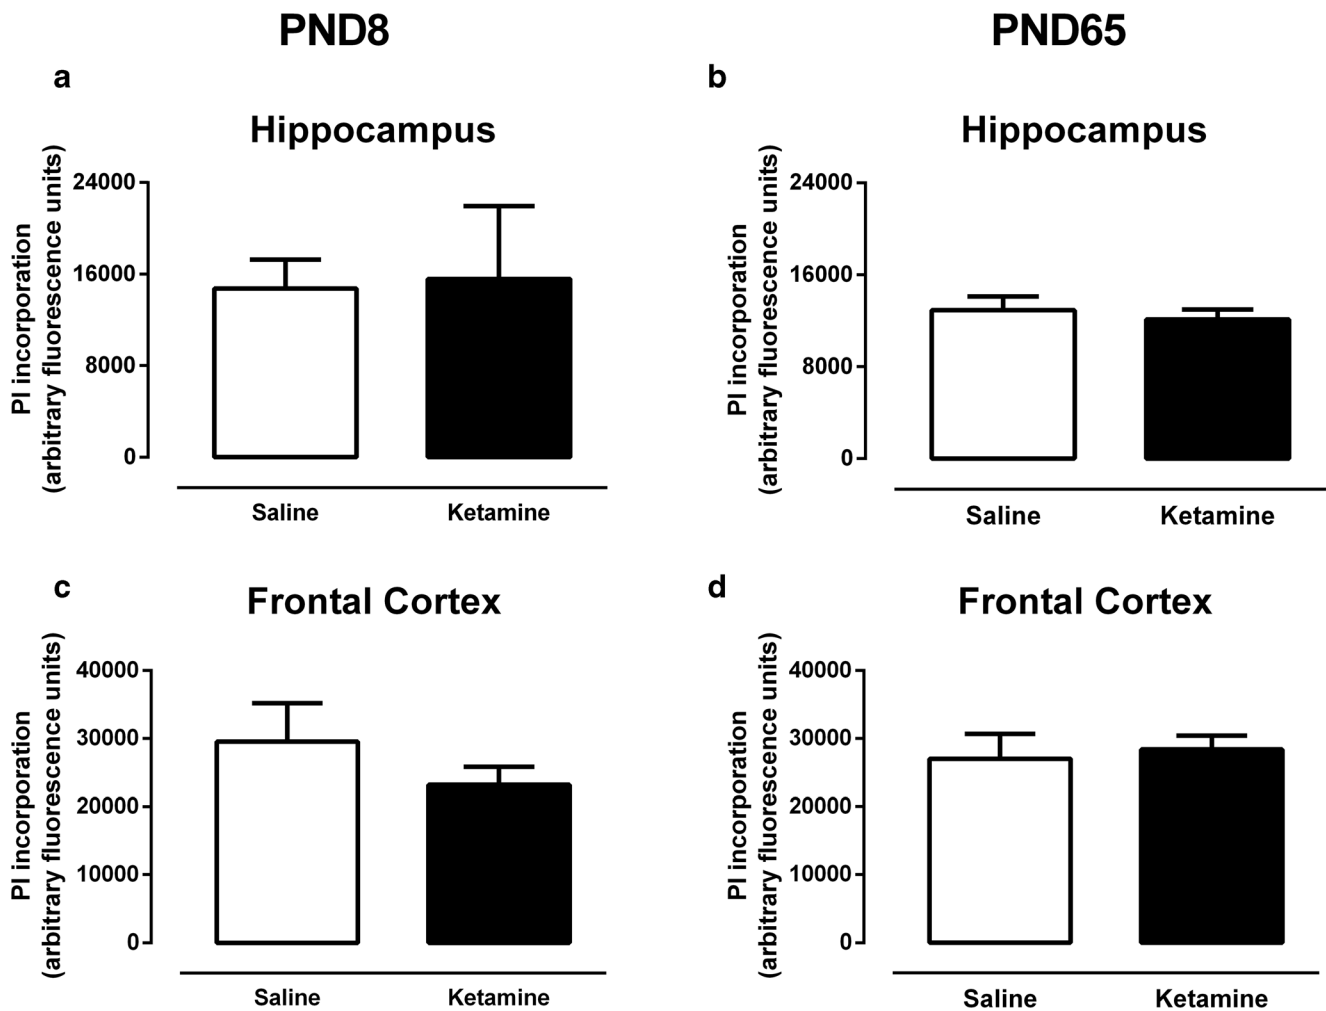 PND8
PND65
a
Hippocampus
PI incorporation
(arbitrary fluorescence units)
24000
16000
8000
0
Saline Ketamine
b
Hippocampus
PI incorporation
(arbitrary fluorescence units)
24000
16000
8000
0
Saline Ketamine
c
Frontal Cortex
PI incorporation
(arbitrary fluorescence units)
40000
30000
20000
10000
0
Saline Ketamine
d
Frontal Cortex
PI incorporation
(arbitrary fluorescence units)
40000
30000
20000
10000
0
Saline Ketamine